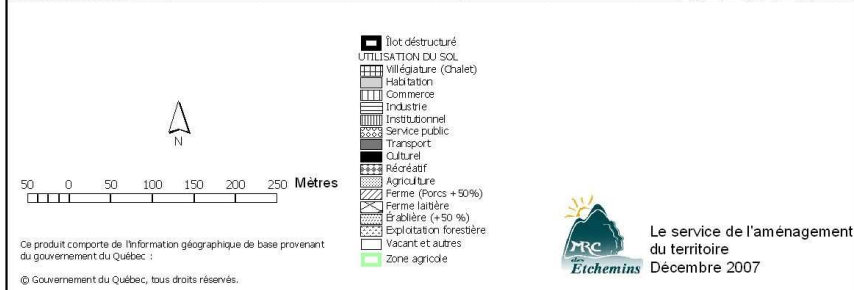 Îlot déstructuré
UTILISATION DU SOL
Villégiature (Chalet)
Habitation
Commerce
Industrie
Institutionnel
Service public
Transport
Culturel
Récréatif
Agriculture
Ferme (Porcs +50%)
Ferme laitière
Érablière (+50 %)
Exploitation forestière
Vacant et autres
Zone agricole
N
50 0 50 100 150 200 250 Mètres
Ce produit comporte de l'information géographique de base provenant
du gouvernement du Québec :
© Gouvernement du Québec, tous droits réservés.
MRC
des
Etchemins
Le service de l'aménagement
du territoire
Décembre 2007